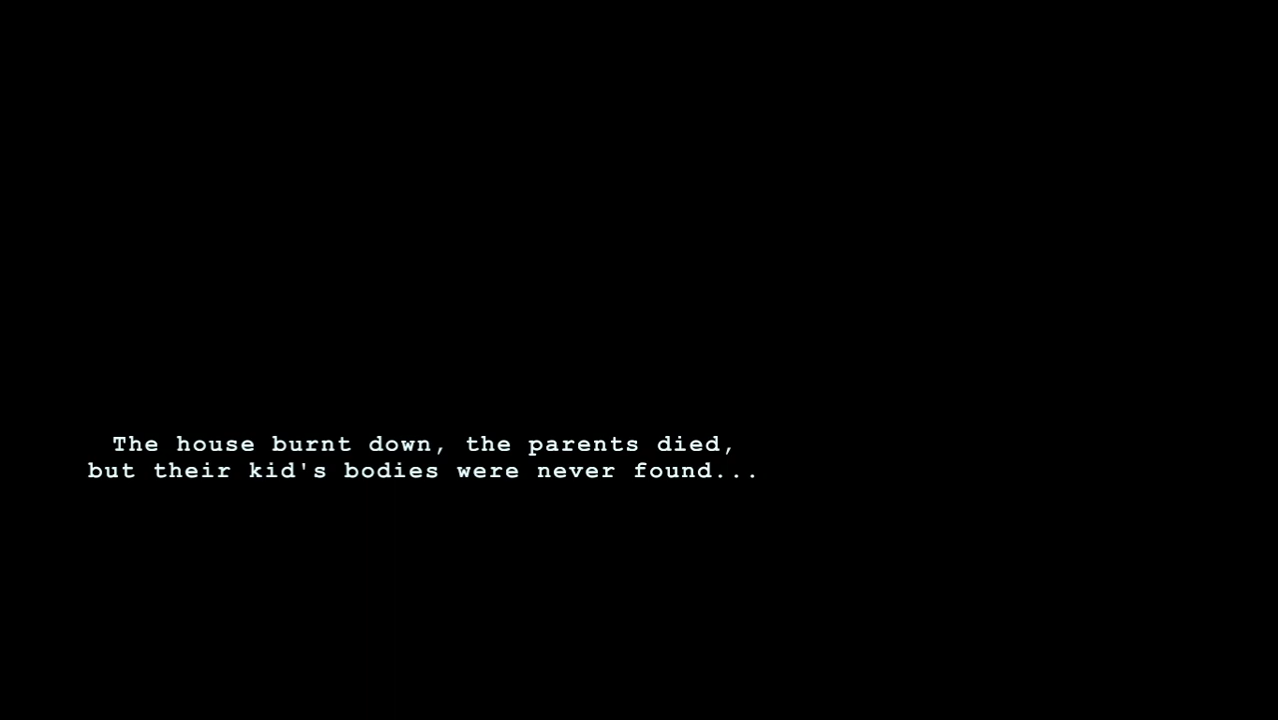 The house burnt down, the parents died,
but their kid's bodies were never found...